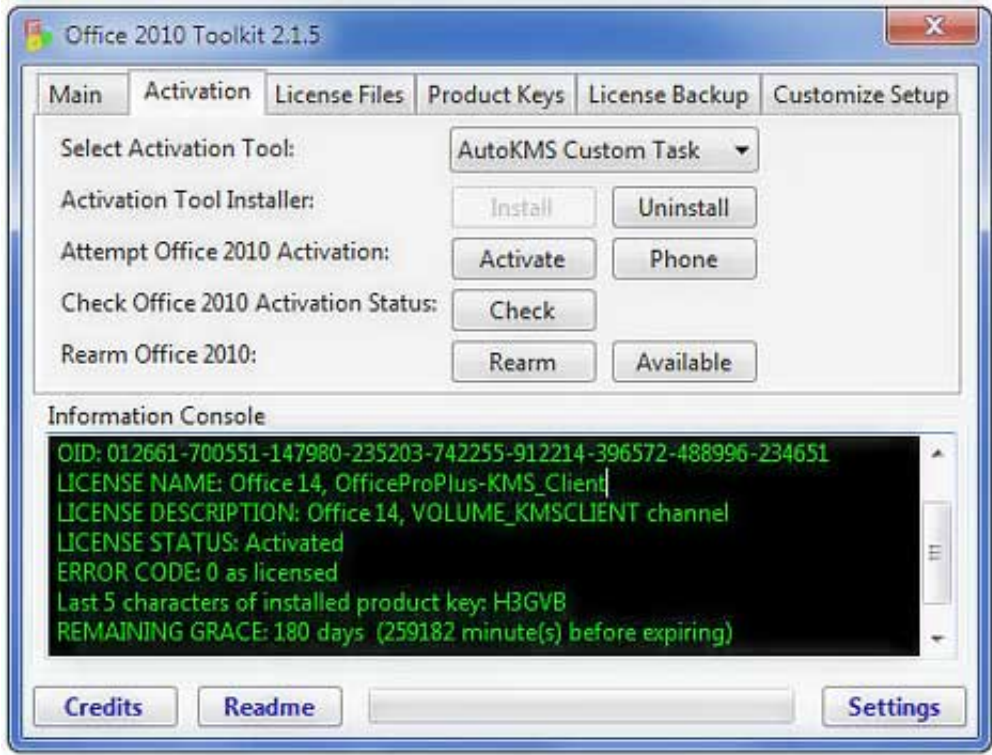 Office 2010 Toolkit 2.1.5
Main Activation License Files Product Keys License Backup Customize Setup
Select Activation Tool: AutoKMS Custom Task
Activation Tool Installer: Install Uninstall
Attempt Office 2010 Activation: Activate Phone
Check Office 2010 Activation Status: Check
Rearm Office 2010: Rearm Available
Information Console
OID: 012661-700551-147980-235203-742255-912214-396572-488996-234651
LICENSE NAME: Office 14, OfficeProPlus-KMS_Client
LICENSE DESCRIPTION: Office 14, VOLUME_KMSCLIENT channel
LICENSE STATUS: Activated
ERROR CODE: 0 as licensed
Last 5 characters of installed product key: H3GVB
REMAINING GRACE: 180 days (259182 minute(s) before expiring)
Credits Readme Settings